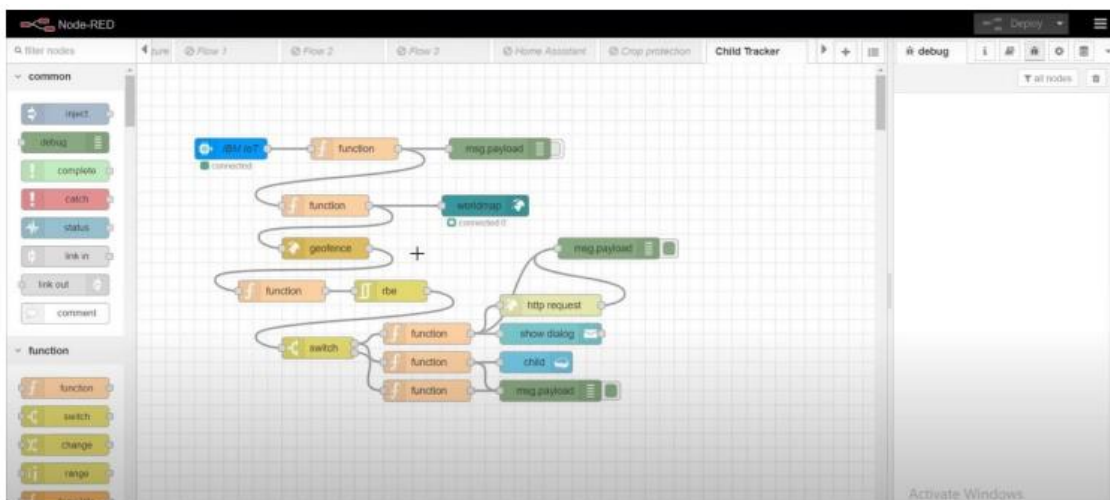 Node-RED
Deploy
filter nodes
Flow 1
Flow 2
Flow 3
Home Assistant
Crop protection
Child Tracker
debug
i
all nodes
common
inject
debug
complete
catch
status
link in
link out
comment
function
function
switch
change
range
IBM IoT
connected
function
msg.payload
function
worldmap
connected 0
geofence
msg.payload
function
rbe
http request
switch
function
show dialog
function
child
function
msg.payload
Activate Windows